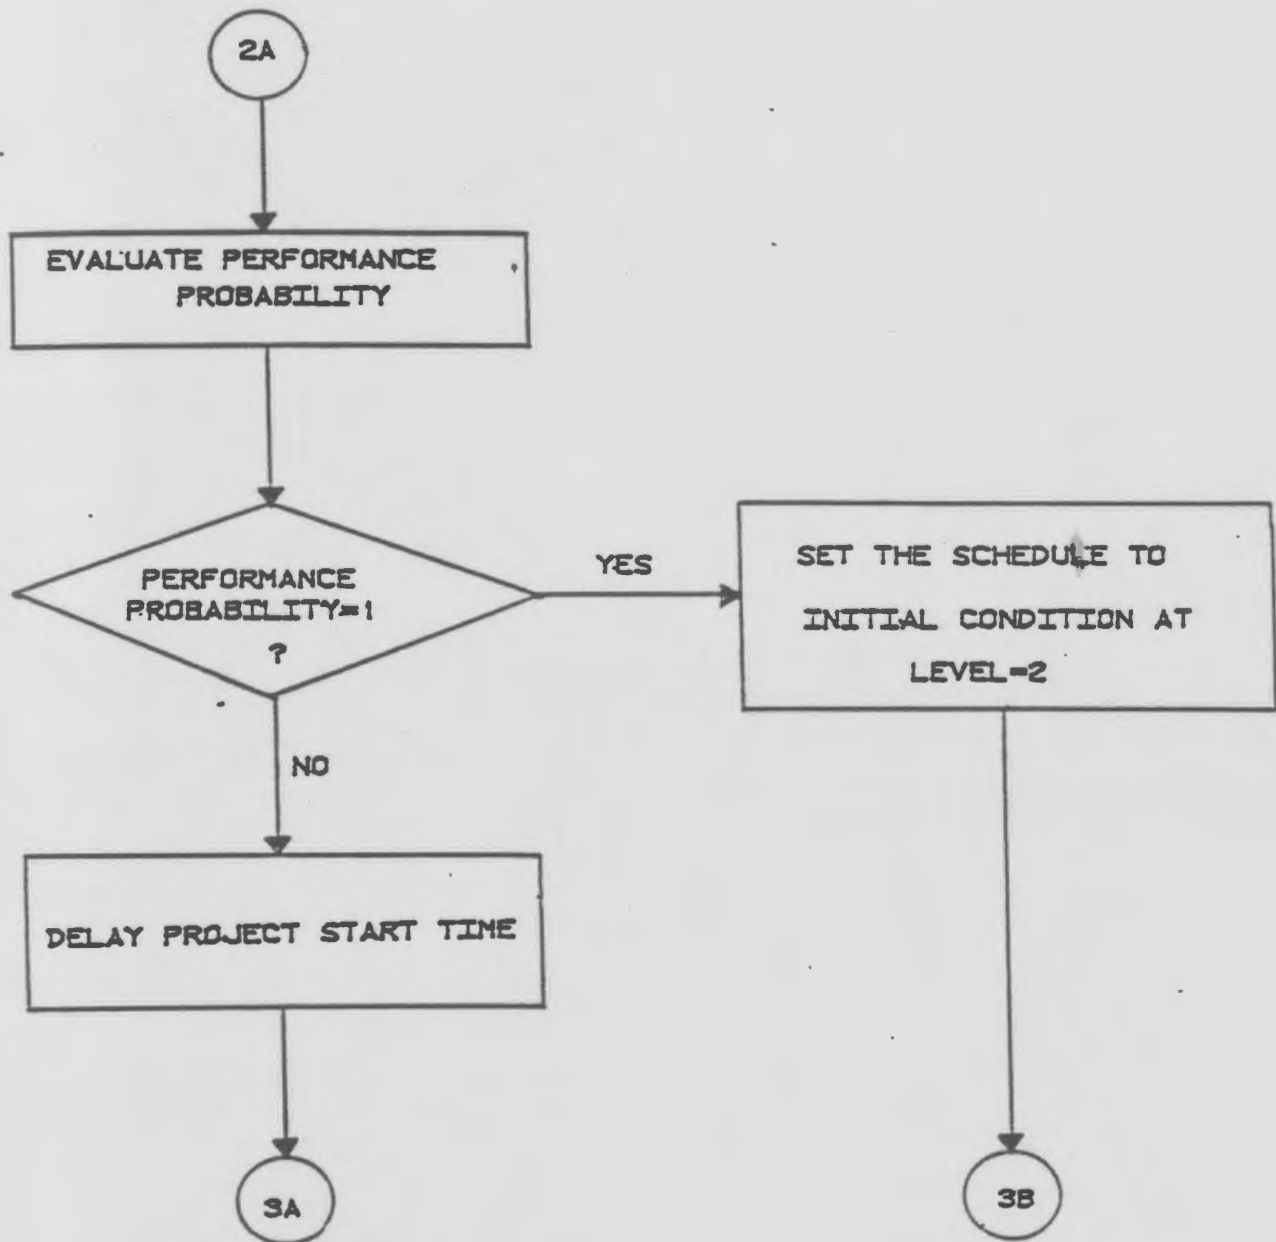 2A
EVALUATE PERFORMANCE
PROBABILITY
PERFORMANCE
PROBABILITY=1
?
YES
SET THE SCHEDULE TO
INITIAL CONDITION AT
LEVEL=2
NO
DELAY PROJECT START TIME
3A
3B